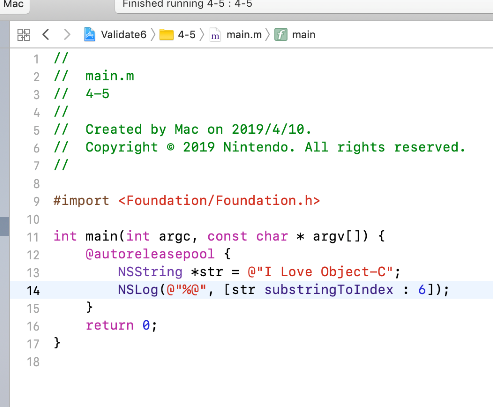 Mac
Finished running 4-5 : 4-5
Validate6 〉 4-5 〉 m main.m 〉 f main
1 //
2 //  main.m
3 //  4-5
4 //
5 //  Created by Mac on 2019/4/10.
6 //  Copyright © 2019 Nintendo. All rights reserved.
7 //
8
9 #import <Foundation/Foundation.h>
10
11 int main(int argc, const char * argv[]) {
12     @autoreleasepool {
13         NSString *str = @"I Love Object-C";
14         NSLog(@"%@", [str substringToIndex : 6]);
15     }
16     return 0;
17 }
18